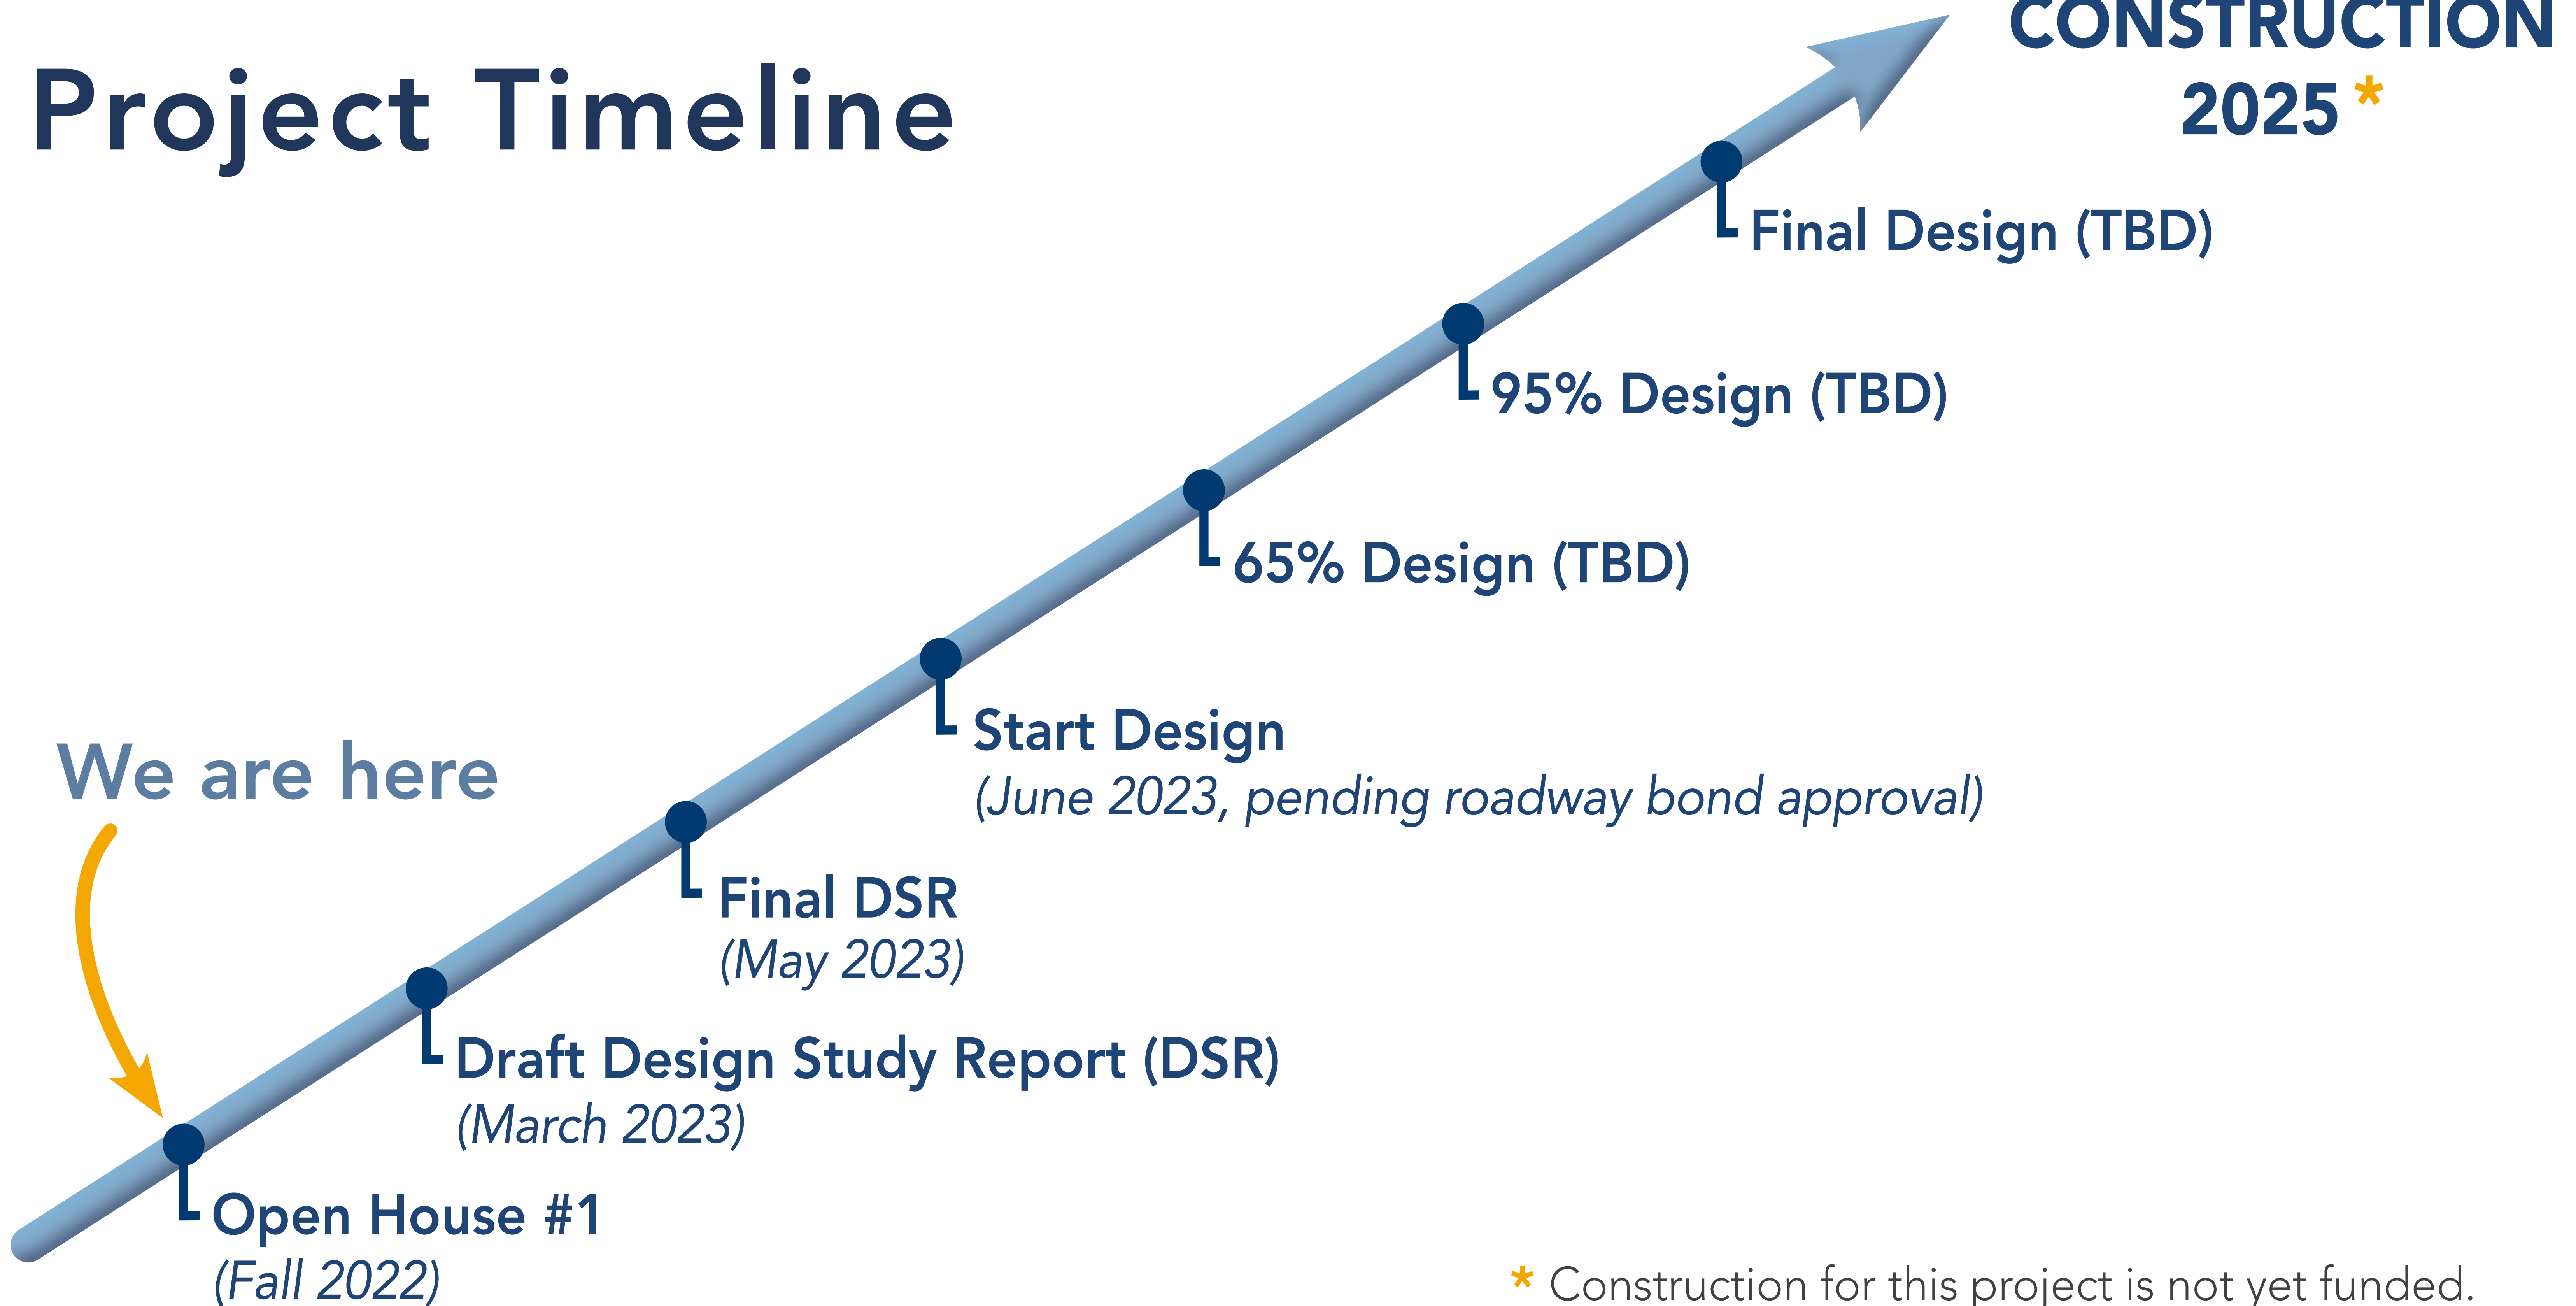 Project Timeline
CONSTRUCTION
2025*
Final Design (TBD)
95% Design (TBD)
65% Design (TBD)
Start Design
(June 2023, pending roadway bond approval)
We are here
Final DSR
(May 2023)
Draft Design Study Report (DSR)
(March 2023)
Open House #1
(Fall 2022)
* Construction for this project is not yet funded.